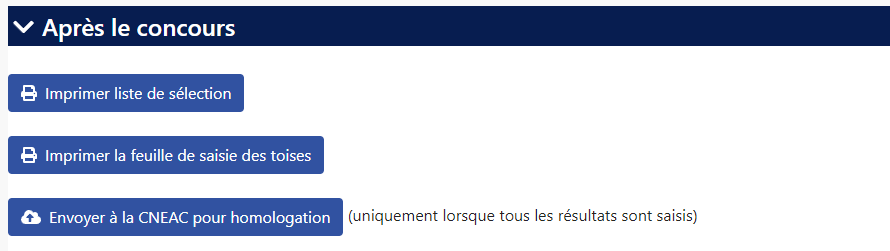 Après le concours
Imprimer liste de sélection
Imprimer la feuille de saisie des toises
Envoyer à la CNEAC pour homologation (uniquement lorsque tous les résultats sont saisis)